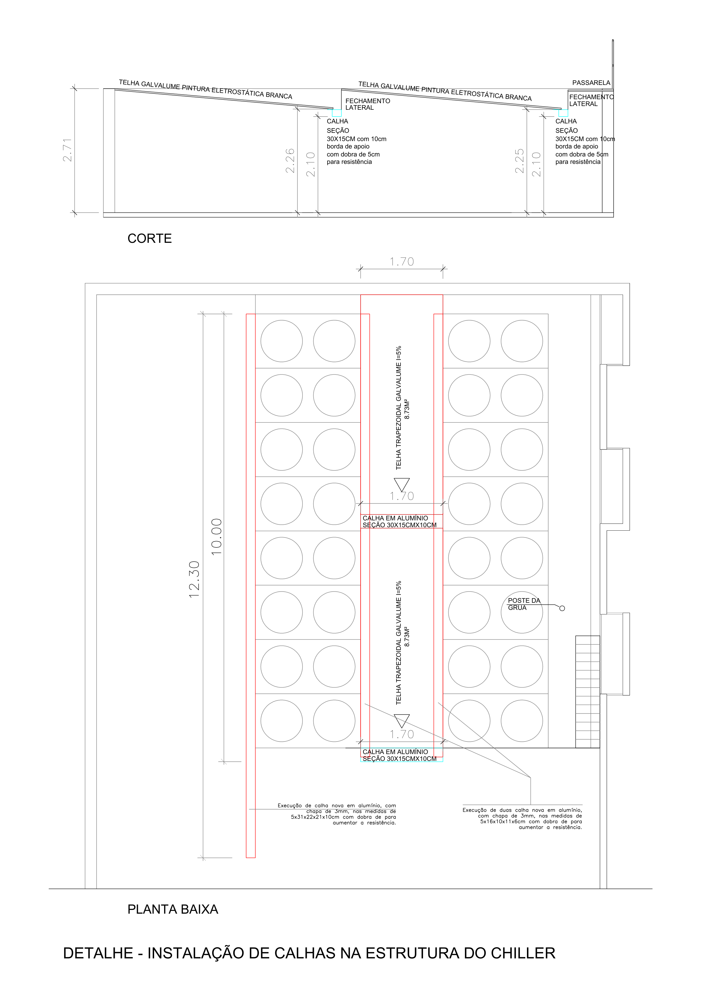 TELHA GALVALUME PINTURA ELETROSTÁTICA BRANCA
TELHA GALVALUME PINTURA ELETROSTÁTICA BRANCA
PASSARELA
FECHAMENTO
LATERAL
FECHAMENTO
LATERAL
CALHA
SEÇÃO
30X15CM com 10cm
borda de apoio
com dobra de 5cm
para resistência
CALHA
SEÇÃO
30X15CM com 10cm
borda de apoio
com dobra de 5cm
para resistência
2.71
2.26
2.10
2.25
2.10
CORTE
1.70
TELHA TRAPEZOIDAL GALVALUME I=5%
8.73M²
1.70
CALHA EM ALUMÍNIO
SEÇÃO 30X15CMX10CM
10.00
12.30
TELHA TRAPEZOIDAL GALVALUME I=5%
8.73M²
POSTE DA
GRUA
1.70
CALHA EM ALUMÍNIO
SEÇÃO 30X15CMX10CM
Execução de calha nova em alumínio, com
chapa de 3mm, nas medidas de
5x31x22x21x10cm com dobra de para
aumentar a resistência.
Execução de duas calha nova em alumínio,
com chapa de 3mm, nas medidas de
5x16x10x11x6cm com dobra de para
aumentar a resistência.
PLANTA BAIXA
DETALHE - INSTALAÇÃO DE CALHAS NA ESTRUTURA DO CHILLER